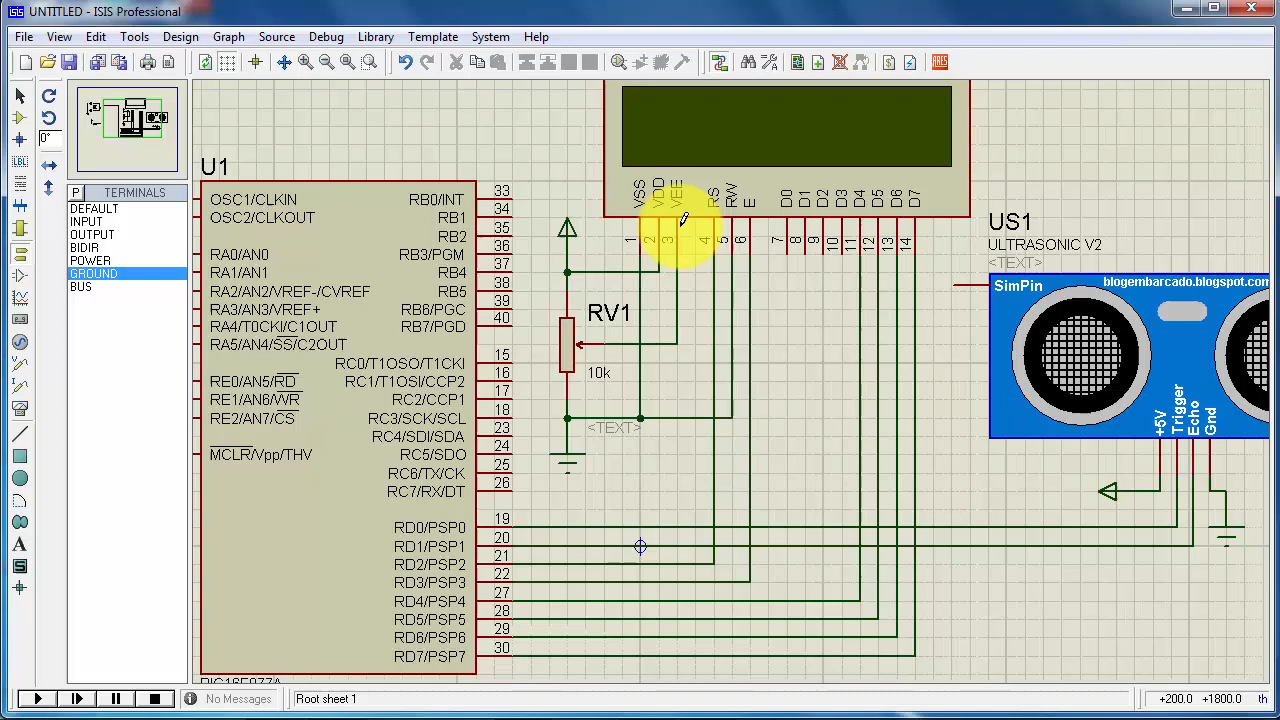 UNTITLED - ISIS Professional
File View Edit Tools Design Graph Source Debug Library Template System Help
ARES
0°
LBL
P TERMINALS
DEFAULT
INPUT
OUTPUT
BIDIR
POWER
GROUND
BUS
U1
OSC1/CLKIN
OSC2/CLKOUT
RA0/AN0
RA1/AN1
RA2/AN2/VREF-/CVREF
RA3/AN3/VREF+
RA4/T0CKI/C1OUT
RA5/AN4/SS/C2OUT
RE0/AN5/RD
RE1/AN6/WR
RE2/AN7/CS
MCLR/Vpp/THV
RB0/INT 33
RB1 34
RB2 35
RB3/PGM 36
RB4 37
RB5 38
RB6/PGC 39
RB7/PGD 40
RC0/T1OSO/T1CKI 15
RC1/T1OSI/CCP2 16
RC2/CCP1 17
RC3/SCK/SCL 18
RC4/SDI/SDA 23
RC5/SDO 24
RC6/TX/CK 25
RC7/RX/DT 26
RD0/PSP0 19
RD1/PSP1 20
RD2/PSP2 21
RD3/PSP3 22
RD4/PSP4 27
RD5/PSP5 28
RD6/PSP6 29
RD7/PSP7 30
PIC16F877A
VSS VDD VEE RS RW E D0 D1 D2 D3 D4 D5 D6 D7
1 2 3 4 5 6 7 8 9 10 11 12 13 14
RV1
10k
<TEXT>
US1
ULTRASONIC V2
<TEXT>
SimPin
blogembarcado.blogspot.com
+5V Trigger Echo Gnd
No Messages
Root sheet 1
+200.0 +1800.0 th